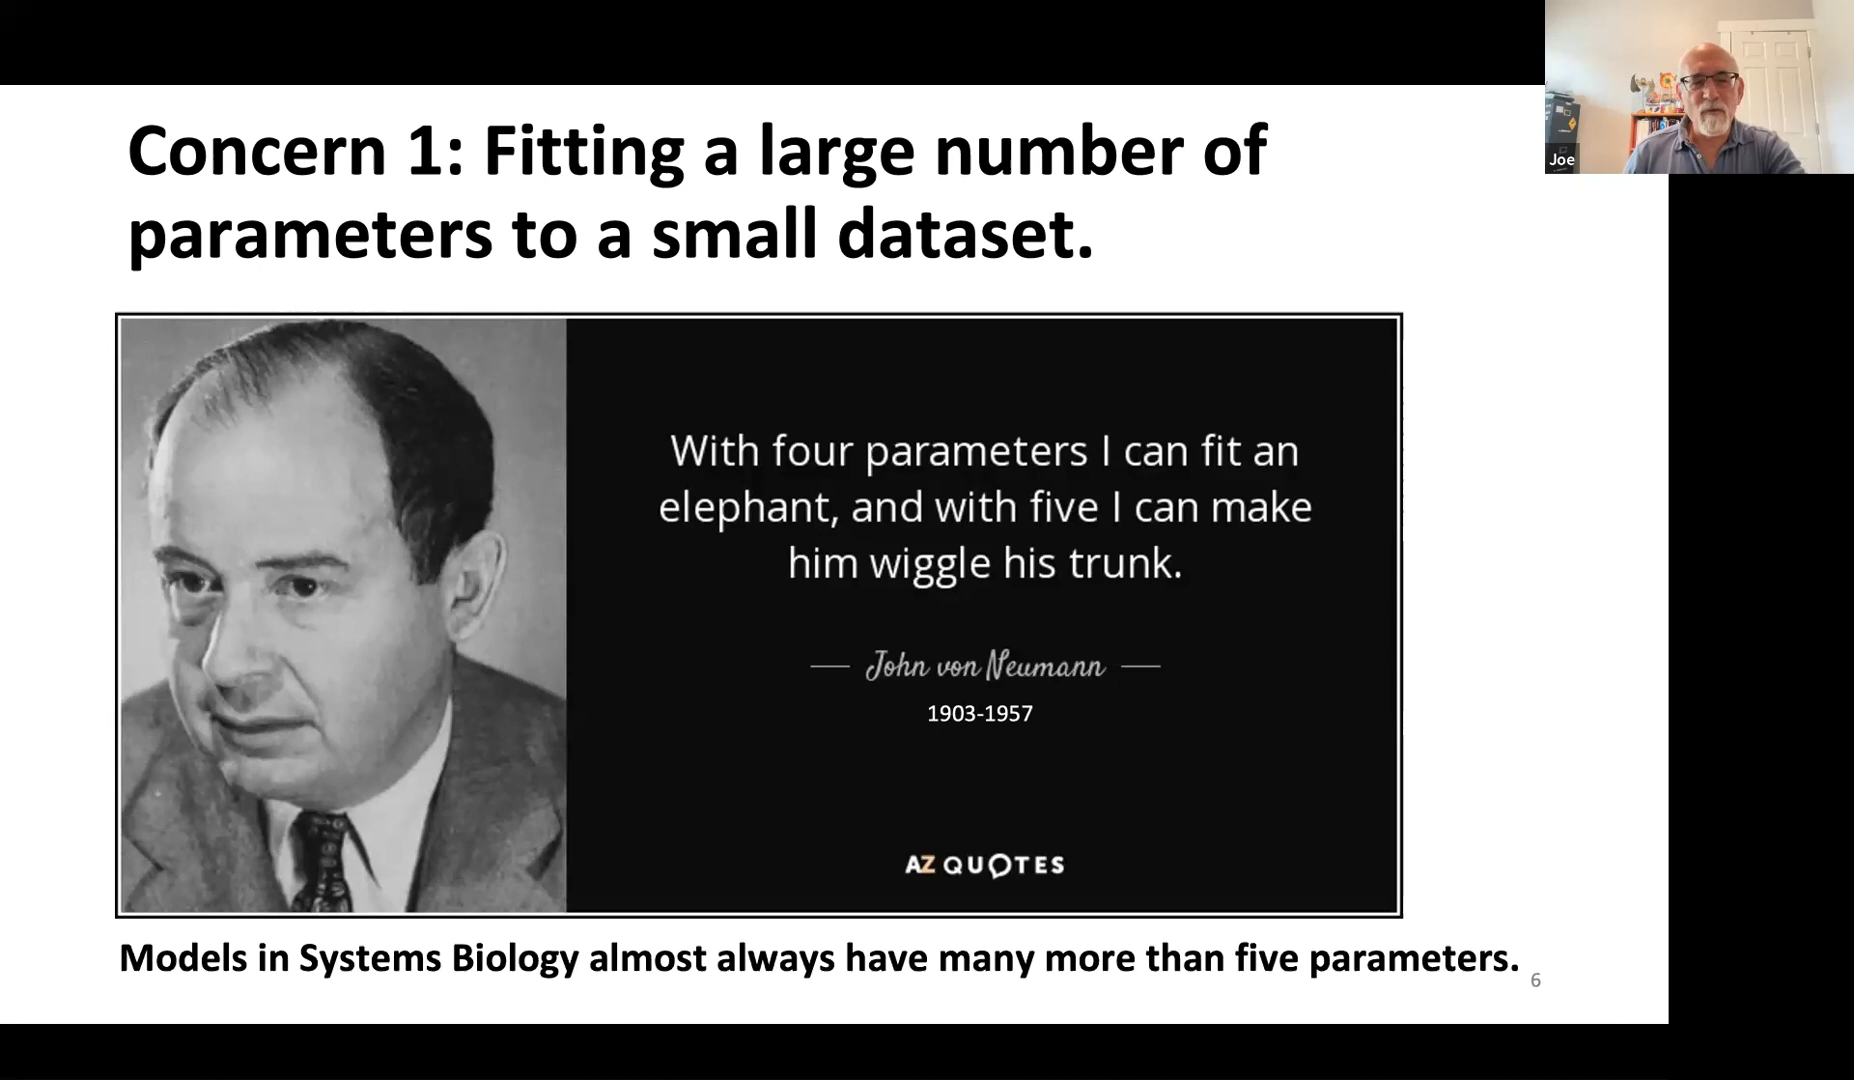 Concern 1: Fitting a large number of
parameters to a small dataset.
Joe
With four parameters I can fit an
elephant, and with five I can make
him wiggle his trunk.
John von Neumann
1903-1957
AZ QUOTES
Models in Systems Biology almost always have many more than five parameters.
6